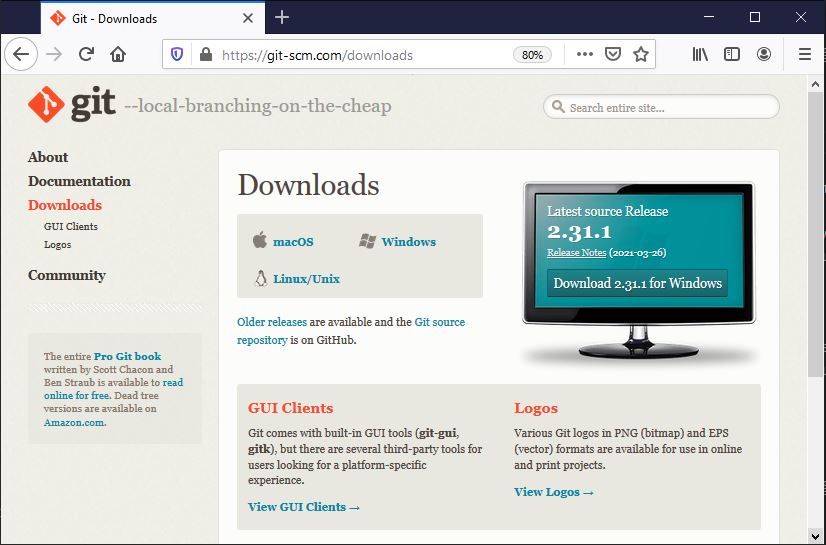 Git - Downloads
https://git-scm.com/downloads
80%
git --local-branching-on-the-cheap
Search entire site...
About
Documentation
Downloads
GUI Clients
Logos
Community
The entire Pro Git book
written by Scott Chacon and
Ben Straub is available to read
online for free. Dead tree
versions are available on
Amazon.com.
Downloads
macOS
Windows
Linux/Unix
Older releases are available and the Git source
repository is on GitHub.
Latest source Release
2.31.1
Release Notes (2021-03-26)
Download 2.31.1 for Windows
GUI Clients
Git comes with built-in GUI tools (git-gui,
gitk), but there are several third-party tools for
users looking for a platform-specific
experience.
View GUI Clients →
Logos
Various Git logos in PNG (bitmap) and EPS
(vector) formats are available for use in online
and print projects.
View Logos →